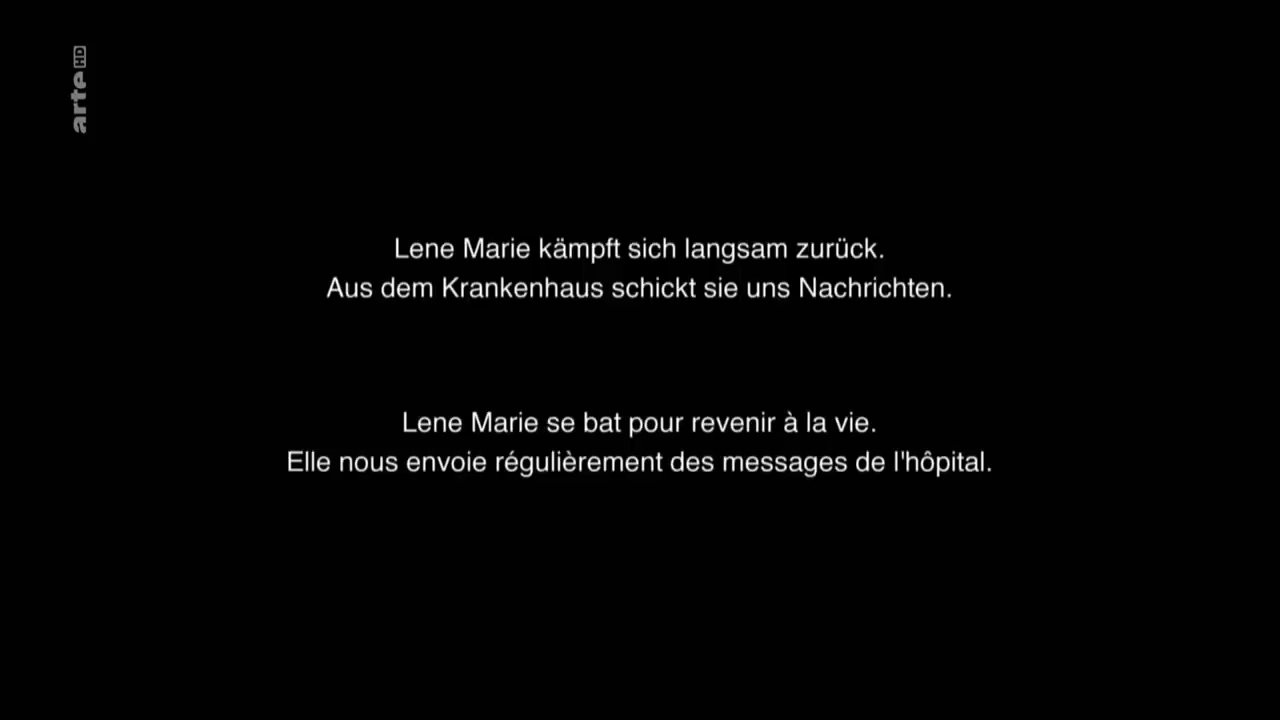 arte HD
Lene Marie kämpft sich langsam zurück.
Aus dem Krankenhaus schickt sie uns Nachrichten.
Lene Marie se bat pour revenir à la vie.
Elle nous envoie régulièrement des messages de l'hôpital.